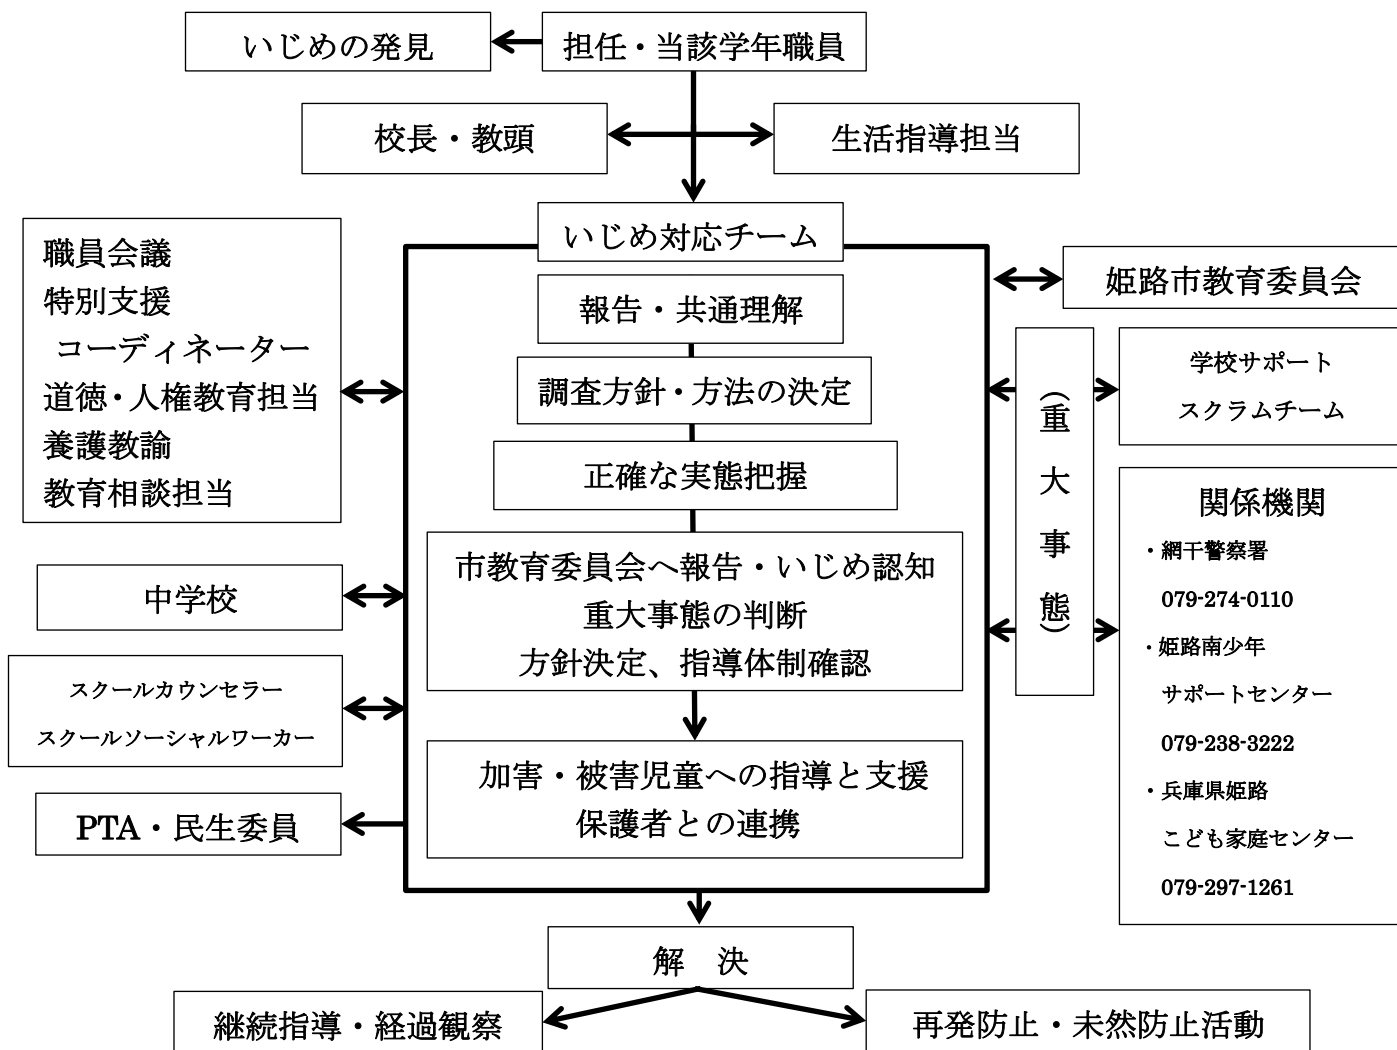 いじめの発見
担任・当該学年職員
校長・教頭
生活指導担当
いじめ対応チーム
職員会議
特別支援
コーディネーター
道徳・人権教育担当
養護教諭
教育相談担当
中学校
スクールカウンセラー
スクールソーシャルワーカー
PTA・民生委員
報告・共通理解
調査方針・方法の決定
正確な実態把握
市教育委員会へ報告・いじめ認知
重大事態の判断
方針決定、指導体制確認
加害・被害児童への指導と支援
保護者との連携
姫路市教育委員会
（重大事態）
学校サポート
スクラムチーム
関係機関
・網干警察署
079-274-0110
・姫路南少年
サポートセンター
079-238-3222
・兵庫県姫路
こども家庭センター
079-297-1261
解　決
継続指導・経過観察
再発防止・未然防止活動